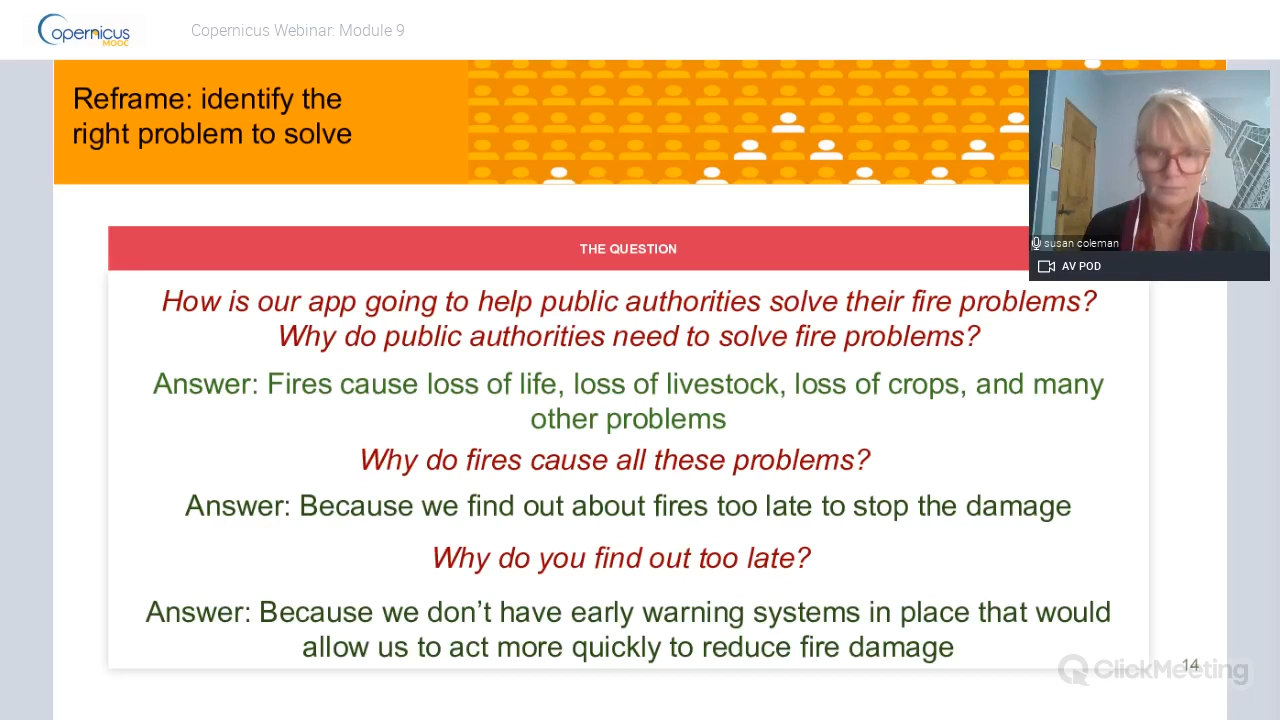 Copernicus
MOOC
Copernicus Webinar: Module 9
Reframe: identify the
right problem to solve
susan coleman
AV POD
THE QUESTION
How is our app going to help public authorities solve their fire problems?
Why do public authorities need to solve fire problems?
Answer: Fires cause loss of life, loss of livestock, loss of crops, and many
other problems
Why do fires cause all these problems?
Answer: Because we find out about fires too late to stop the damage
Why do you find out too late?
Answer: Because we don’t have early warning systems in place that would
allow us to act more quickly to reduce fire damage
14
ClickMeeting